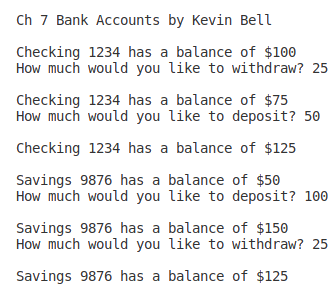 Ch 7 Bank Accounts by Kevin Bell
Checking 1234 has a balance of $100
How much would you like to withdraw? 25
Checking 1234 has a balance of $75
How much would you like to deposit? 50
Checking 1234 has a balance of $125
Savings 9876 has a balance of $50
How much would you like to deposit? 100
Savings 9876 has a balance of $150
How much would you like to withdraw? 25
Savings 9876 has a balance of $125